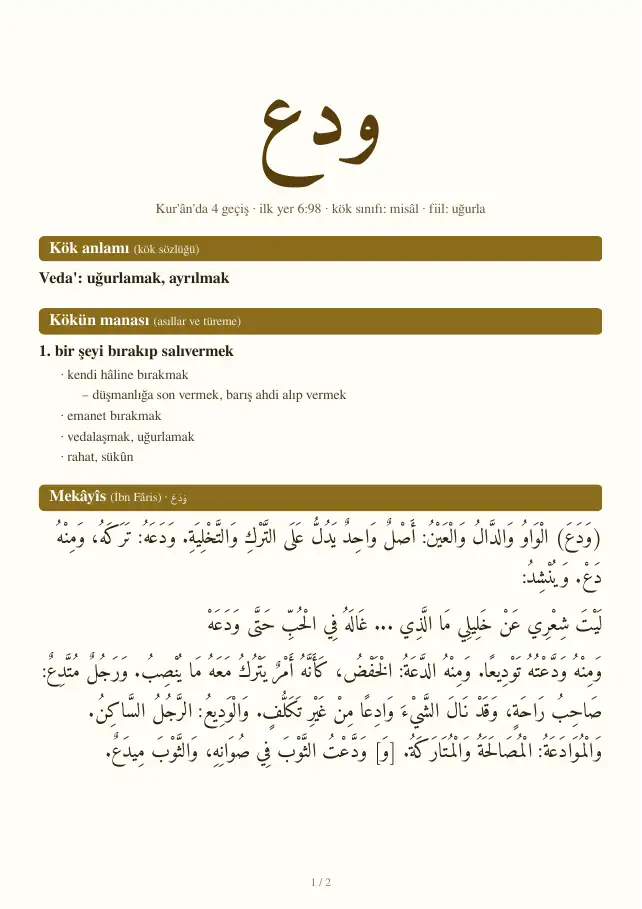 ودع
Kur'ân'da 4 geçiş · ilk yer 6:98 · kök sınıfı: misâl · fiil: uğurla
Kök anlamı (kök sözlüğü)
Veda': uğurlamak, ayrılmak
Kökün manası (asıllar ve türeme)
1. bir şeyi bırakıp salıvermek
· kendi hâline bırakmak
– düşmanlığa son vermek, barış ahdi alıp vermek
· emanet bırakmak
· vedalaşmak, uğurlamak
· rahat, sükûn
Mekâyîs (İbn Fâris) · وَدَعَ
(وَدَعَ) الْوَاوُ وَالدَّالُ وَالْعَيْنُ: أَصْلٌ وَاحِدٌ يَدُلُّ عَلَى التَّرْكِ وَالتَّخْلِيَةِ. وَدَعَهُ: تَرَكَهُ، وَمِنْهُ
دَعْ. وَيُنْشِدُ:
لَيْتَ شِعْرِي عَنْ خَلِيلِي مَا الَّذِي ... غَالَهُ فِي الْحُبِّ حَتَّى وَدَعَهْ
وَمِنْهُ وَدَّعْتُهُ تَوْدِيعًا. وَمِنْهُ الدَّعَةُ: الْخَفْضُ، كَأَنَّهُ أَمْرٌ يَتْرُكُ مَعَهُ مَا يُنْصِبُ. وَرَجُلٌ مُتَّدِعٌ:
صَاحِبُ رَاحَةٍ، وَقَدْ نَالَ الشَّيْءَ وَادِعًا مِنْ غَيْرِ تَكَلُّفٍ. وَالْوَدِيعُ: الرَّجُلُ السَّاكِنُ.
وَالْمُوَادَعَةُ: الْمُصَالَحَةُ وَالْمُتَارَكَةُ. [وَ] وَدَّعْتُ الثَّوْبَ فِي صُوَانِهِ، وَالثَّوْبَ مِيدَعٌ.
1 / 2